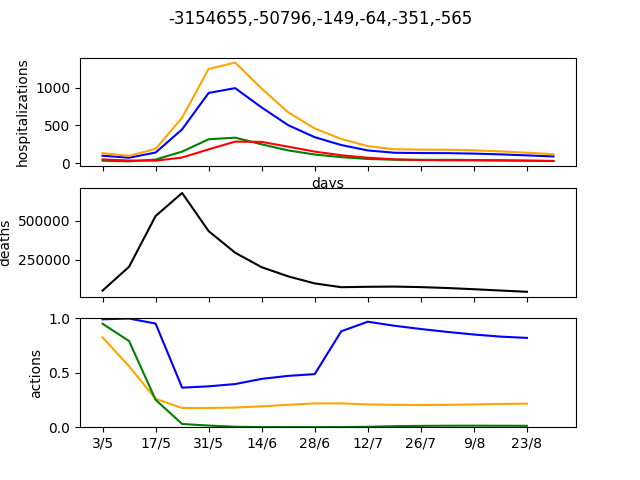 -3154655,-50796,-149,-64,-351,-565
hospitalizations
1000
500
0
days
deaths
500000
250000
actions
1.0
0.5
0.0
3/5 17/5 31/5 14/6 28/6 12/7 26/7 9/8 23/8